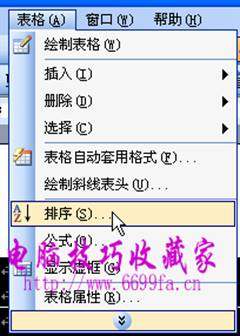 表格(A) 窗口(W) 帮助(H)
绘制表格(W)
插入(I)
删除(D)
选择(C)
表格自动套用格式(F)...
绘制斜线表头(U)...
排序(S)...
公式(O)...
电脑技巧收藏家
显示虚框(G)
http://www.6699fa.cn
表格属性(R)...